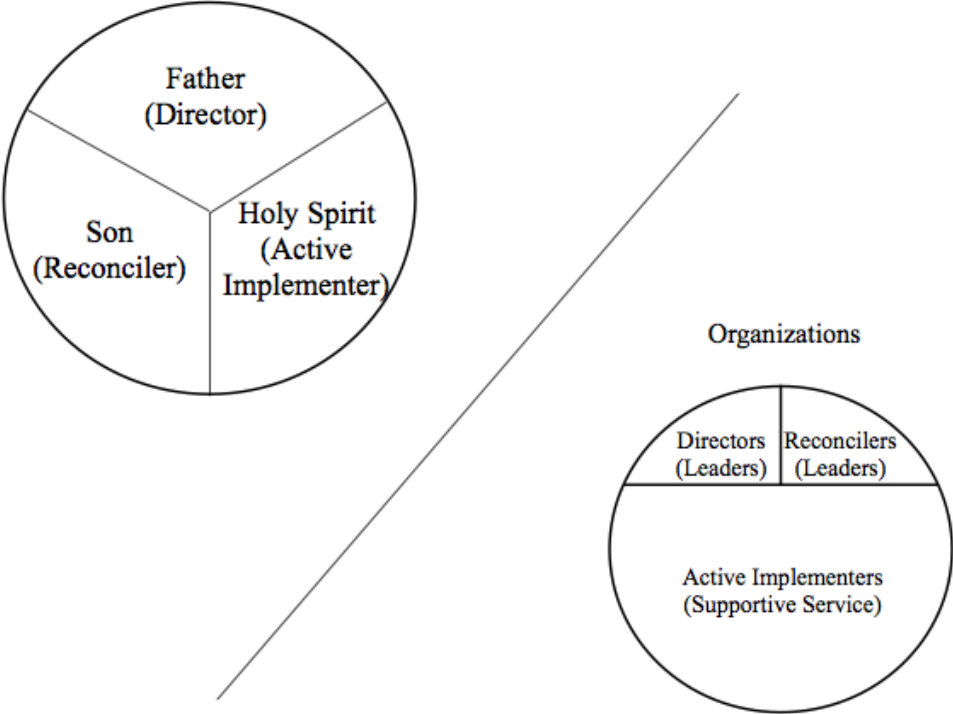 Father
(Director)
Son
(Reconciler)
Holy Spirit
(Active
Implementer)
Organizations
Directors
(Leaders)
Reconcilers
(Leaders)
Active Implementers
(Supportive Service)